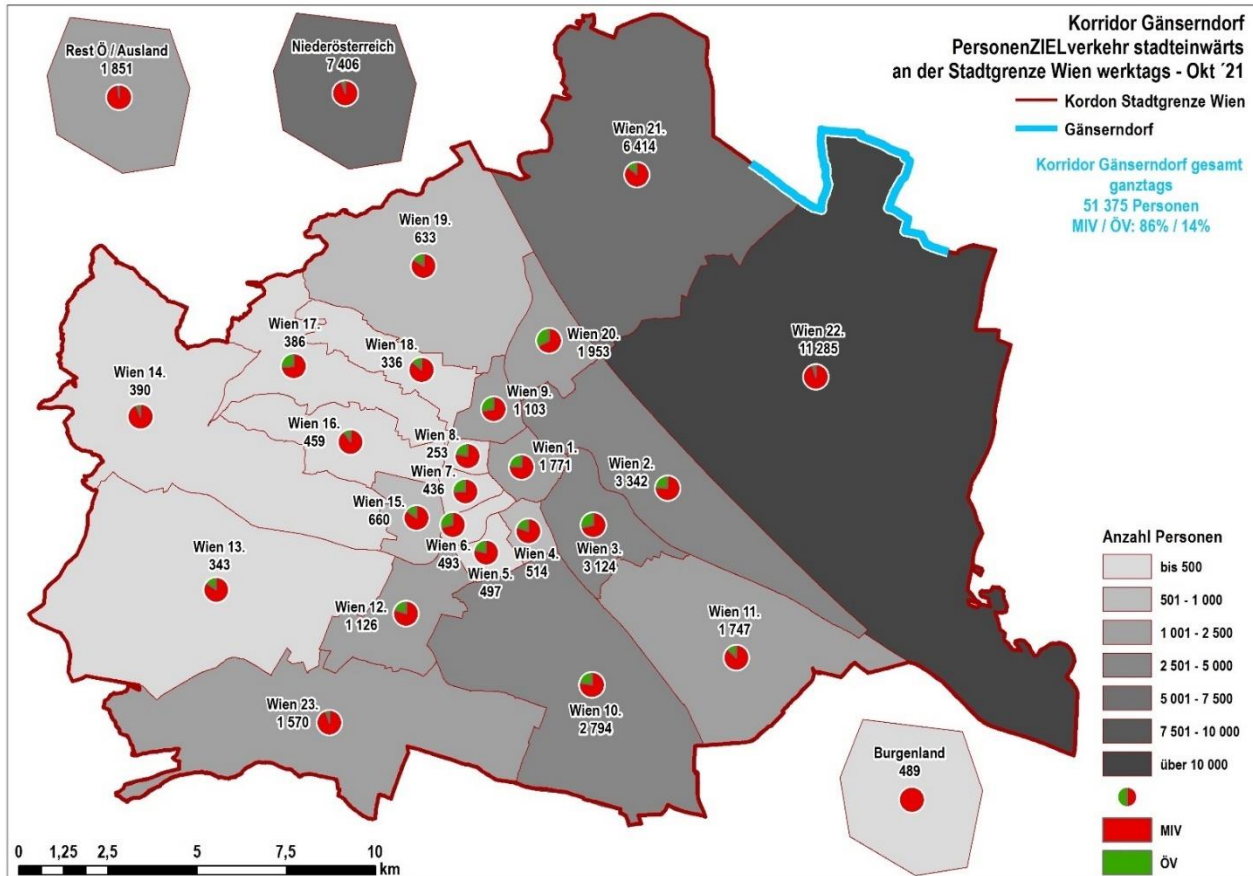 Korridor Gänserndorf
PersonenZIELverkehr stadteinwärts
an der Stadtgrenze Wien werktags - Okt ´21
Kordon Stadtgrenze Wien
Gänserndorf
Korridor Gänserndorf gesamt
ganztags
51 375 Personen
MIV / ÖV: 86% / 14%
Rest Ö / Ausland
1 851
Niederösterreich
7 406
Wien 21.
6 414
Wien 19.
633
Wien 17.
386
Wien 18.
336
Wien 20.
1 953
Wien 22.
11 285
Wien 14.
390
Wien 9.
1 103
Wien 16.
459
Wien 8.
253
Wien 1.
1 771
Wien 2.
3 342
Wien 7.
436
Wien 15.
660
Wien 6.
493
Wien 5.
497
Wien 4.
514
Wien 3.
3 124
Wien 13.
343
Wien 12.
1 126
Wien 11.
1 747
Wien 23.
1 570
Wien 10.
2 794
Burgenland
489
Anzahl Personen
bis 500
501 - 1 000
1 001 - 2 500
2 501 - 5 000
5 001 - 7 500
7 501 - 10 000
über 10 000
MIV
ÖV
0 1,25 2,5 5 7,5 10
km